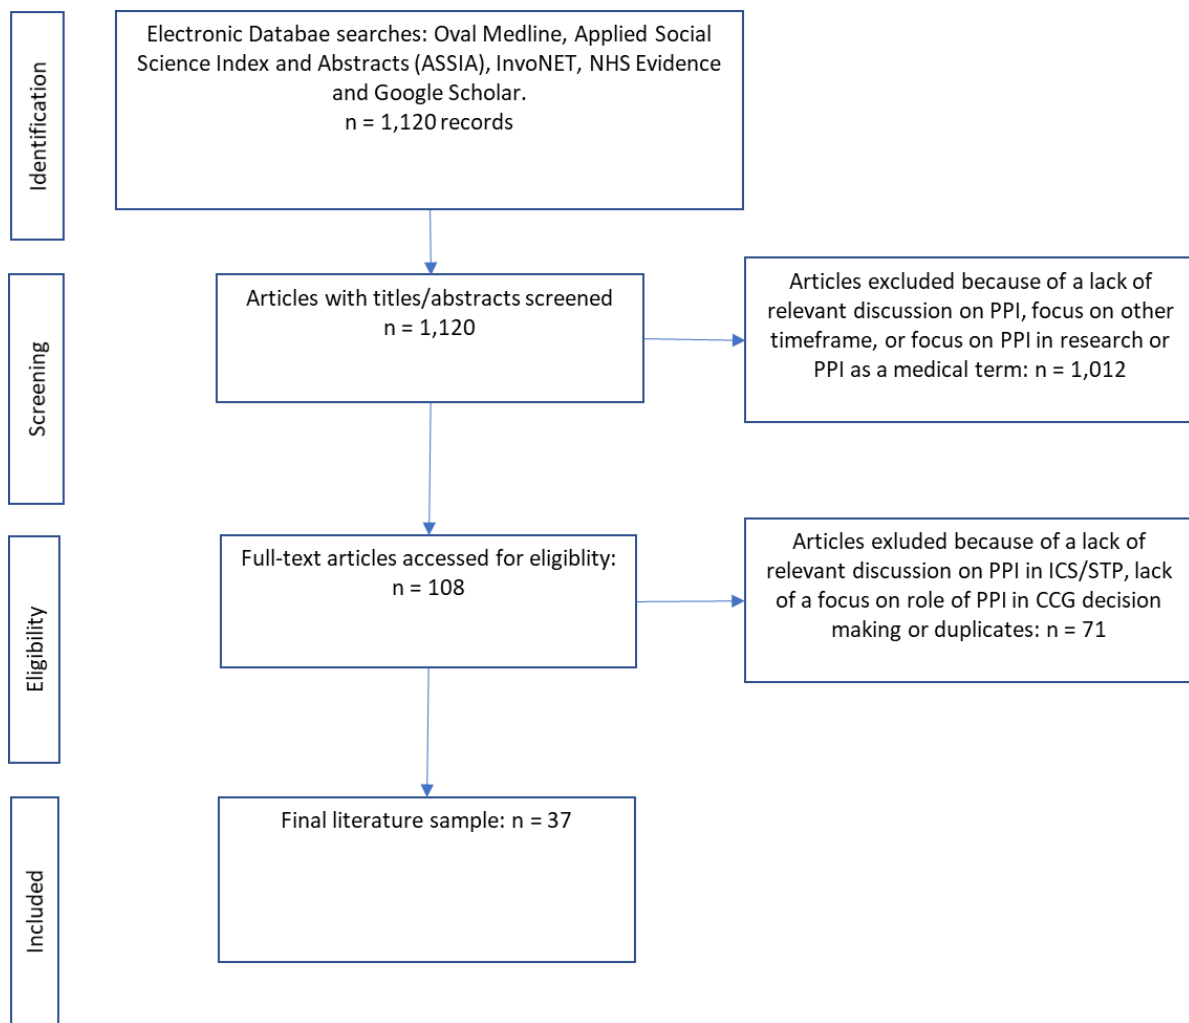 Identification
Electronic Databae searches: Oval Medline, Applied Social
Science Index and Abstracts (ASSIA), InvoNET, NHS Evidence
and Google Scholar.
n = 1,120 records
Screening
Articles with titles/abstracts screened
n = 1,120
Articles excluded because of a lack of
relevant discussion on PPI, focus on other
timeframe, or focus on PPI in research or
PPI as a medical term: n = 1,012
Eligibility
Full-text articles accessed for eligiblity:
n = 108
Articles exluded because of a lack of
relevant discussion on PPI in ICS/STP, lack
of a focus on role of PPI in CCG decision
making or duplicates: n = 71
Included
Final literature sample: n = 37